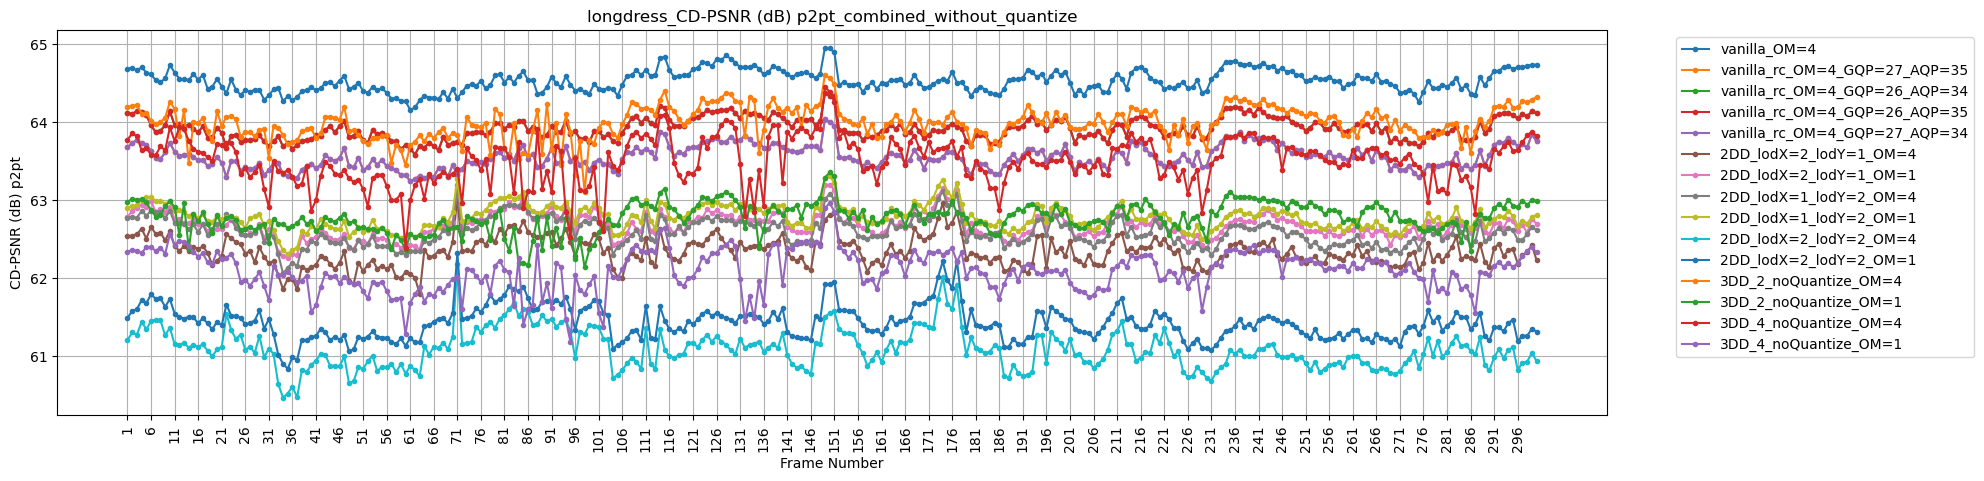 longdress_CD-PSNR (dB) p2pt_combined_without_quantize
CD-PSNR (dB) p2pt
65
64
63
62
61
1 6 11 16 21 26 31 36 41 46 51 56 61 66 71 76 81 86 91 96 101 106 111 116 121 126 131 136 141 146 151 156 161 166 171 176 181 186 191 196 201 206 211 216 221 226 231 236 241 246 251 256 261 266 271 276 281 286 291 296
Frame Number
vanilla_OM=4
vanilla_rc_OM=4_GQP=27_AQP=35
vanilla_rc_OM=4_GQP=26_AQP=34
vanilla_rc_OM=4_GQP=26_AQP=35
vanilla_rc_OM=4_GQP=27_AQP=34
2DD_lodX=2_lodY=1_OM=4
2DD_lodX=2_lodY=1_OM=1
2DD_lodX=1_lodY=2_OM=4
2DD_lodX=1_lodY=2_OM=1
2DD_lodX=2_lodY=2_OM=4
2DD_lodX=2_lodY=2_OM=1
3DD_2_noQuantize_OM=4
3DD_2_noQuantize_OM=1
3DD_4_noQuantize_OM=4
3DD_4_noQuantize_OM=1